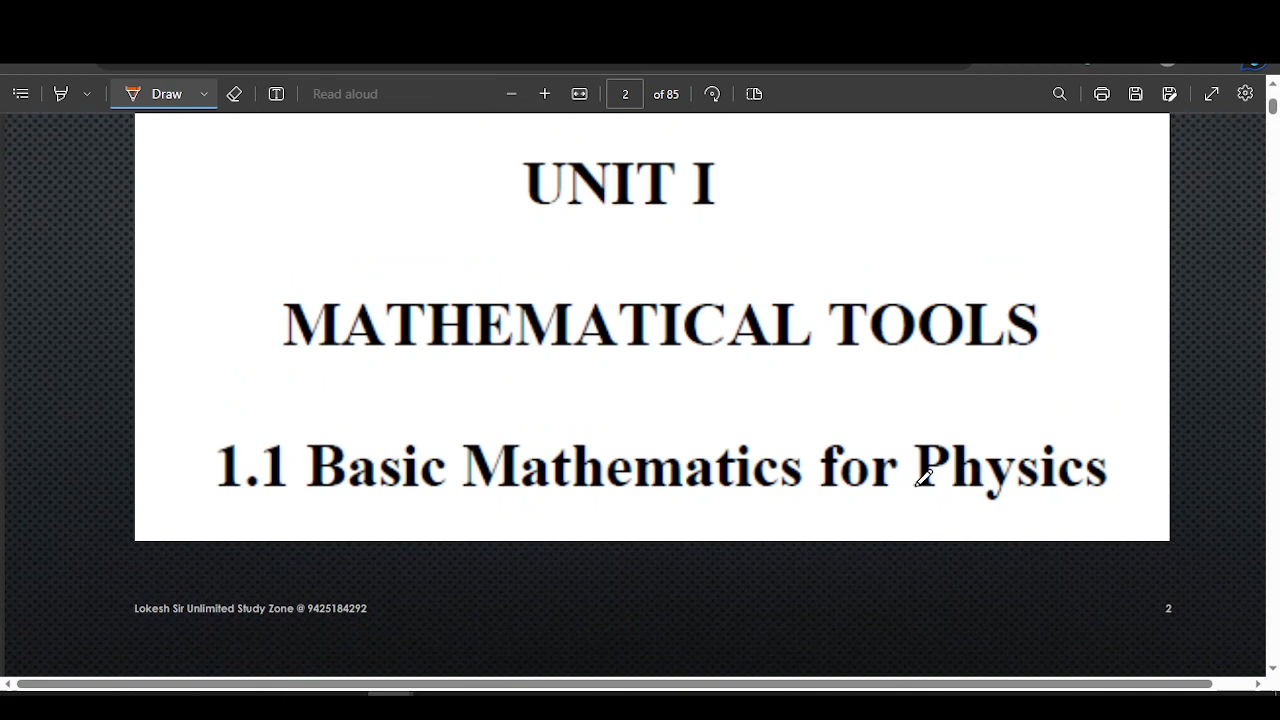 Draw
Read aloud
2 of 85
UNIT I
MATHEMATICAL TOOLS
1.1 Basic Mathematics for Physics
Lokesh Sir Unlimited Study Zone @ 9425184292
2